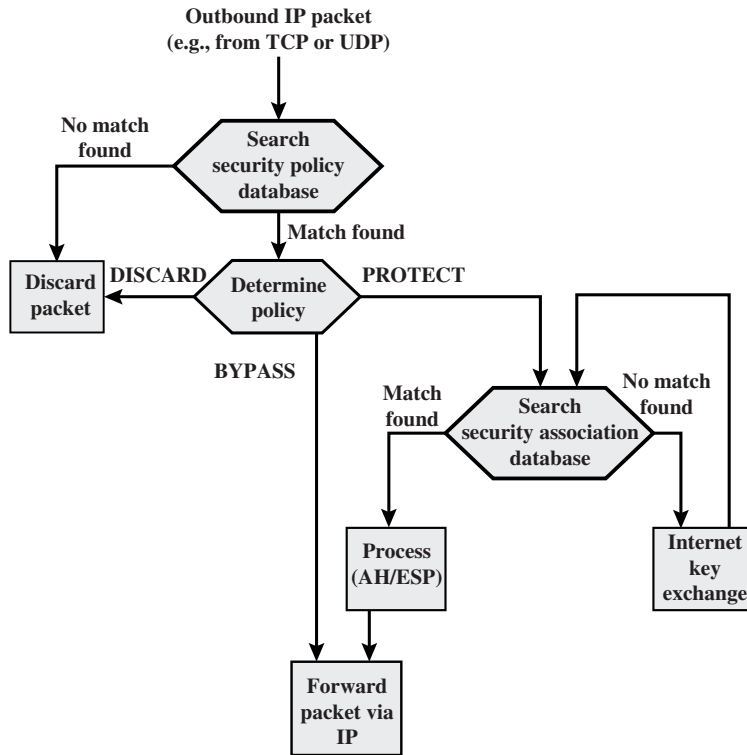 Outbound IP packet
(e.g., from TCP or UDP)
No match
found
Search
security policy
database
Match found
Discard
packet
DISCARD
Determine
policy
PROTECT
BYPASS
Match
found
Search
security association
database
No match
found
Process
(AH/ESP)
Internet
key
exchange
Forward
packet via
IP